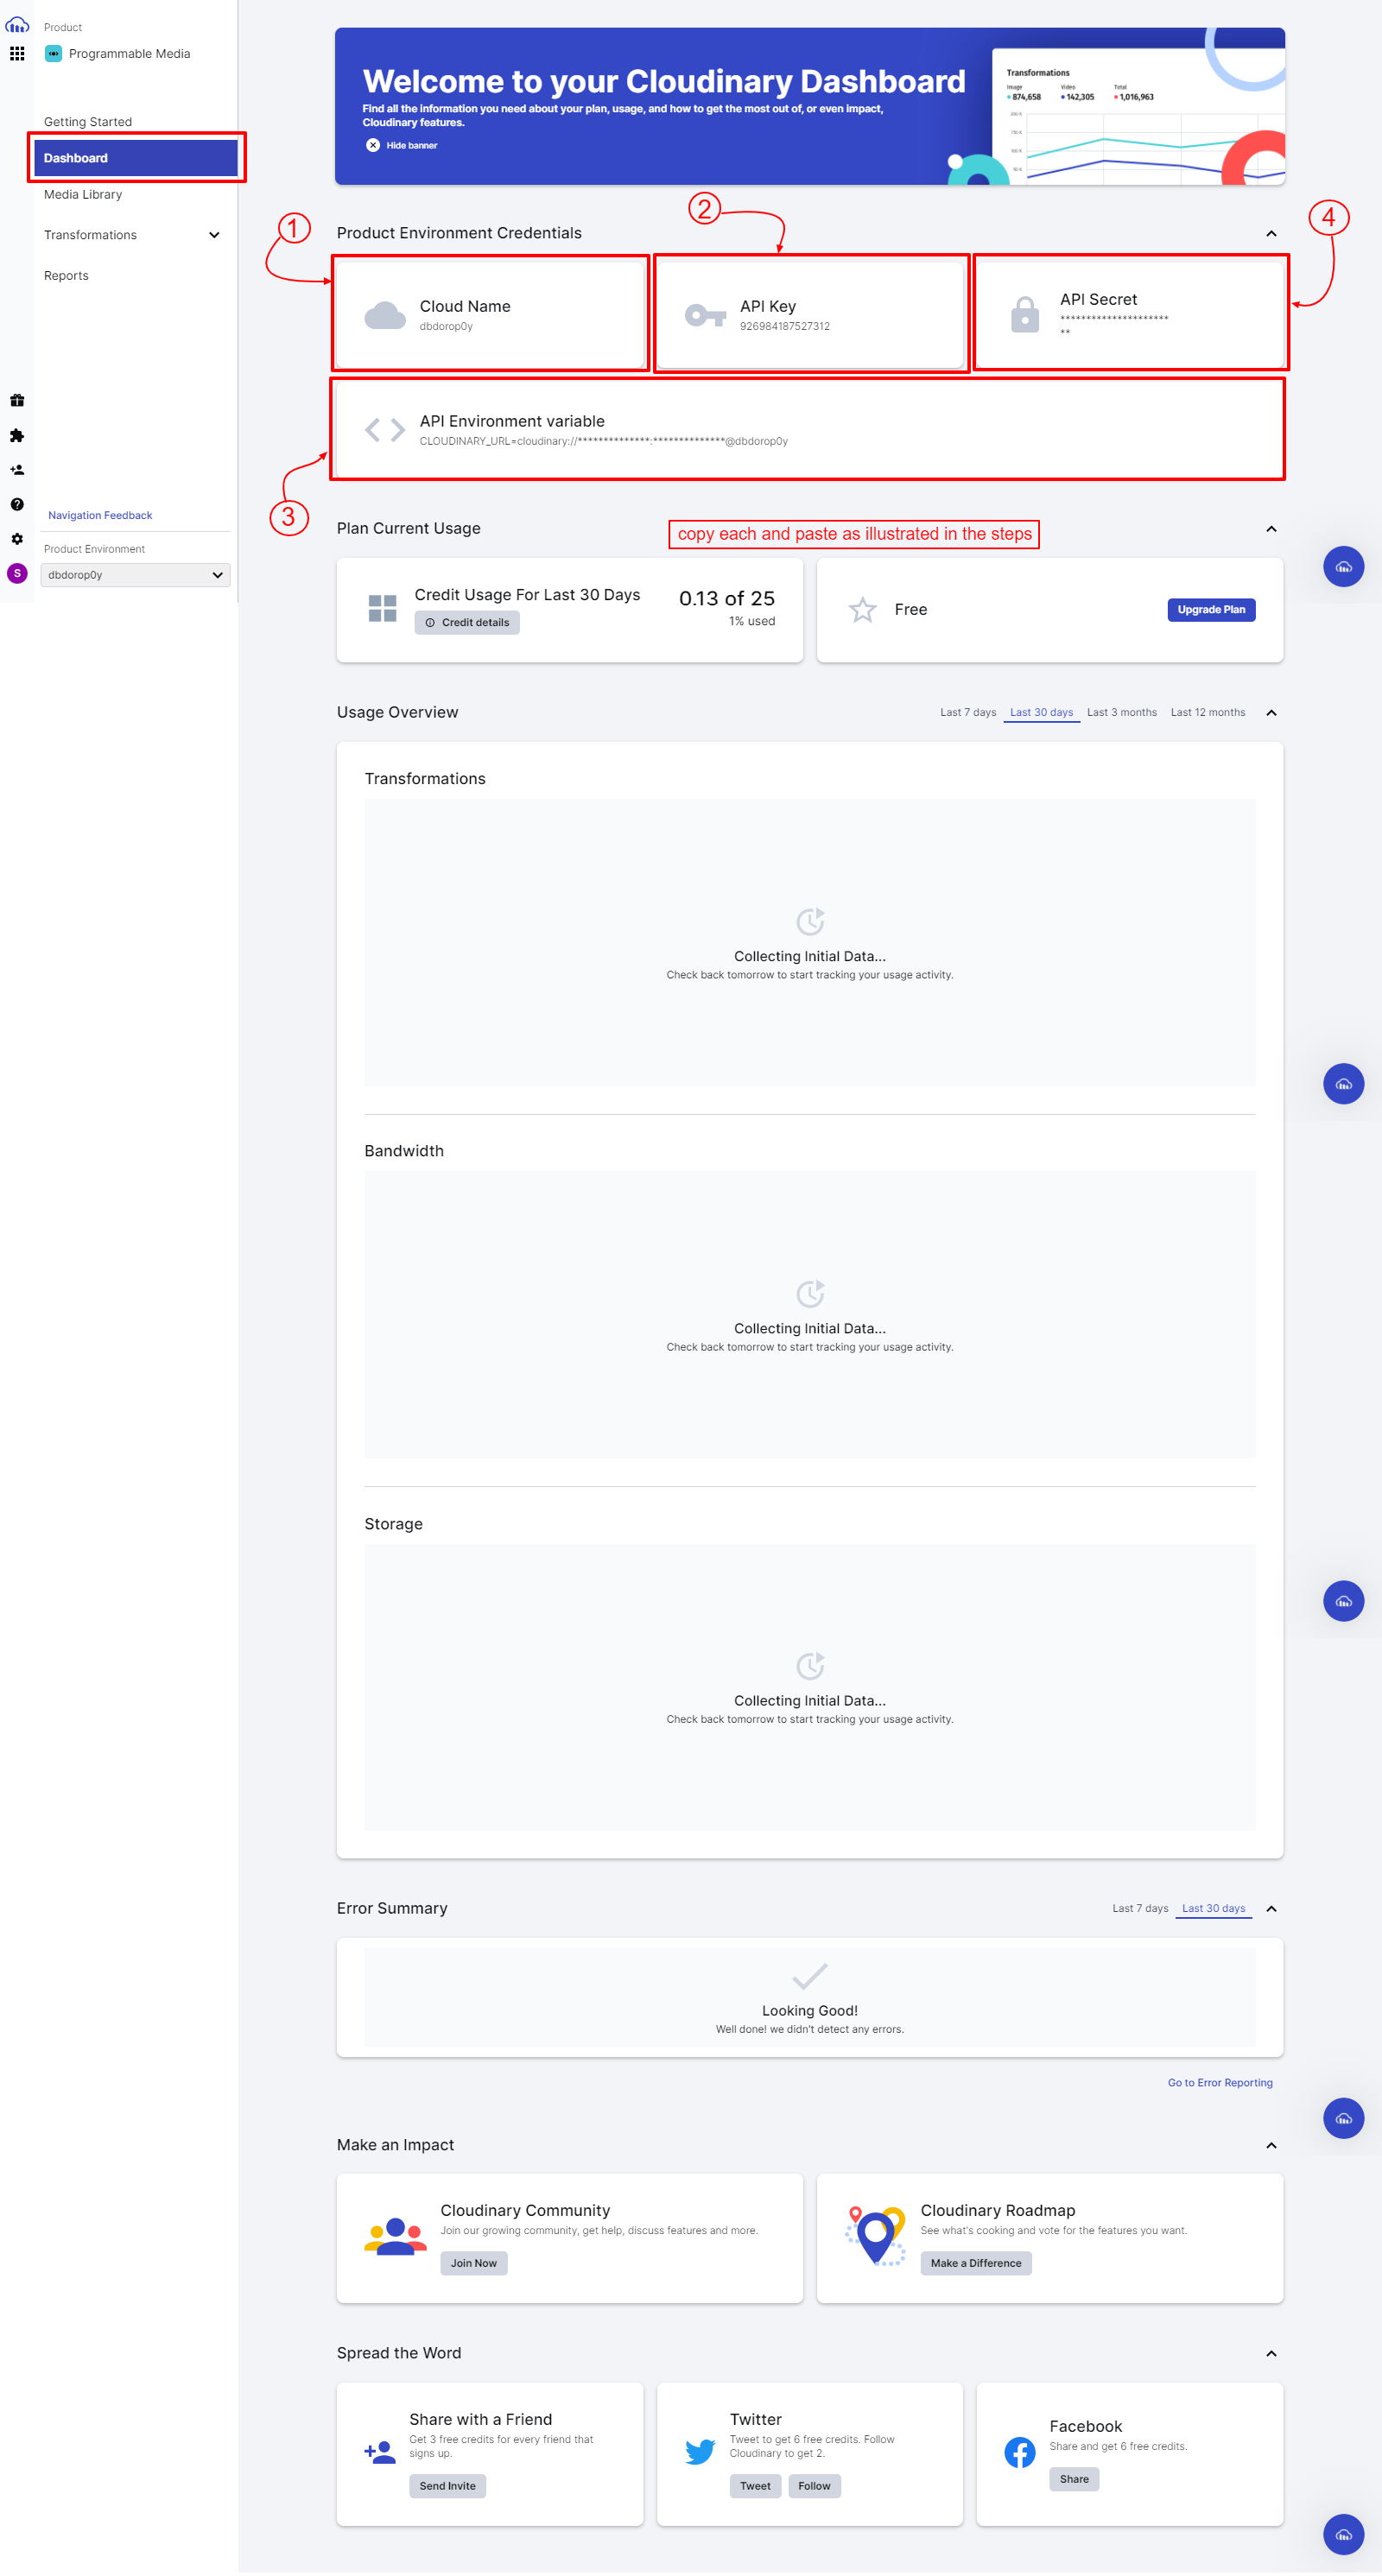 Product
Programmable Media
Getting Started
Dashboard
Media Library
Transformations
Reports
Navigation Feedback
Product Environment
dbdorop0y
S
Welcome to your Cloudinary Dashboard
Find all the information you need about your plan, usage, and how to get the most out of, or even impact,
Cloudinary features.
Hide banner
Transformations
Image Video Total
874,658 142,305 1,016,963
200 K
150 K
100 K
50 K
1
2
4
Product Environment Credentials
Cloud Name
dbdorop0y
API Key
926984187527312
API Secret
*********************
**
API Environment variable
CLOUDINARY_URL=cloudinary://**************:**************@dbdorop0y
3
Plan Current Usage
copy each and paste as illustrated in the steps
Credit Usage For Last 30 Days
Credit details
0.13 of 25
1% used
Free
Upgrade Plan
Usage Overview
Last 7 days Last 30 days Last 3 months Last 12 months
Transformations
Collecting Initial Data...
Check back tomorrow to start tracking your usage activity.
Bandwidth
Collecting Initial Data...
Check back tomorrow to start tracking your usage activity.
Storage
Collecting Initial Data...
Check back tomorrow to start tracking your usage activity.
Error Summary
Last 7 days Last 30 days
Looking Good!
Well done! we didn't detect any errors.
Go to Error Reporting
Make an Impact
Cloudinary Community
Join our growing community, get help, discuss features and more.
Join Now
Cloudinary Roadmap
See what's cooking and vote for the features you want.
Make a Difference
Spread the Word
Share with a Friend
Get 3 free credits for every friend that
signs up.
Send Invite
Twitter
Tweet to get 6 free credits. Follow
Cloudinary to get 2.
Tweet Follow
Facebook
Share and get 6 free credits.
Share